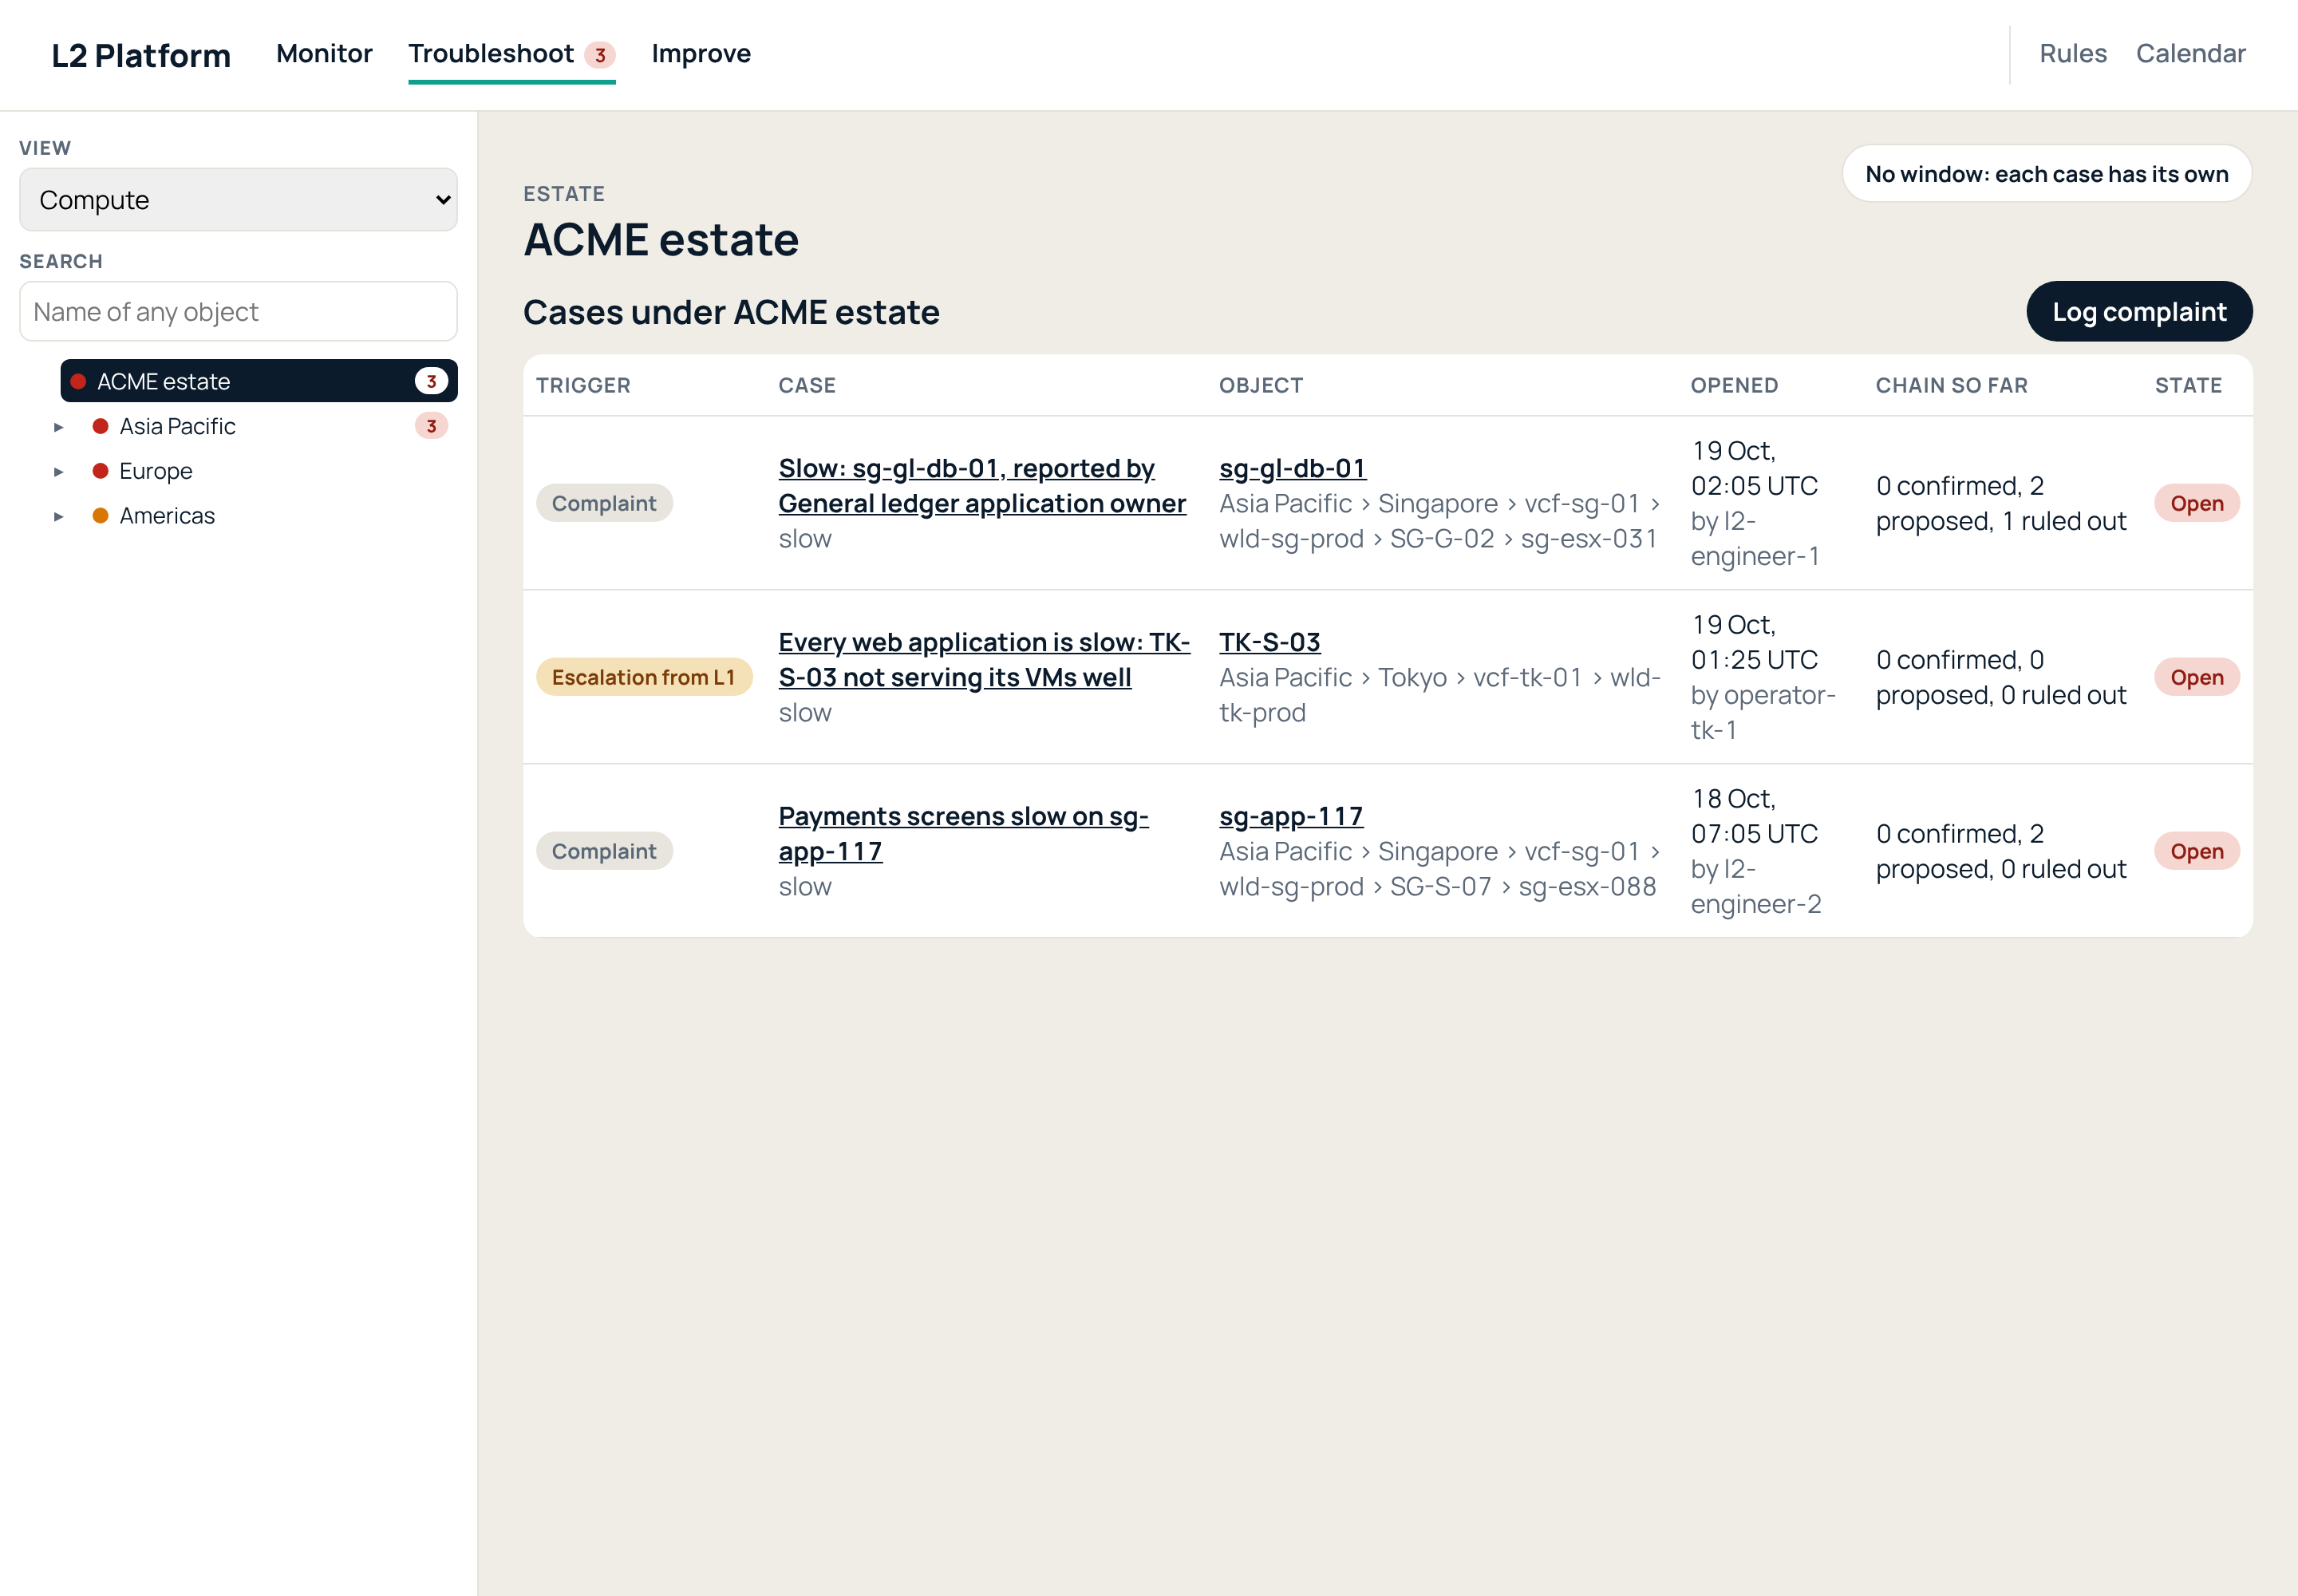 L2 Platform
Monitor
Troubleshoot 3
Improve
Rules
Calendar
VIEW
Compute
SEARCH
Name of any object
ACME estate 3
Asia Pacific 3
Europe
Americas
No window: each case has its own
ESTATE
ACME estate
Cases under ACME estate
Log complaint
TRIGGER CASE OBJECT OPENED CHAIN SO FAR STATE
Complaint
Slow: sg-gl-db-01, reported by
General ledger application owner
slow
sg-gl-db-01
Asia Pacific › Singapore › vcf-sg-01 ›
wld-sg-prod › SG-G-02 › sg-esx-031
19 Oct,
02:05 UTC
by l2-
engineer-1
0 confirmed, 2
proposed, 1 ruled out
Open
Escalation from L1
Every web application is slow: TK-
S-03 not serving its VMs well
slow
TK-S-03
Asia Pacific › Tokyo › vcf-tk-01 › wld-
tk-prod
19 Oct,
01:25 UTC
by operator-
tk-1
0 confirmed, 0
proposed, 0 ruled out
Open
Complaint
Payments screens slow on sg-
app-117
slow
sg-app-117
Asia Pacific › Singapore › vcf-sg-01 ›
wld-sg-prod › SG-S-07 › sg-esx-088
18 Oct,
07:05 UTC
by l2-
engineer-2
0 confirmed, 2
proposed, 0 ruled out
Open